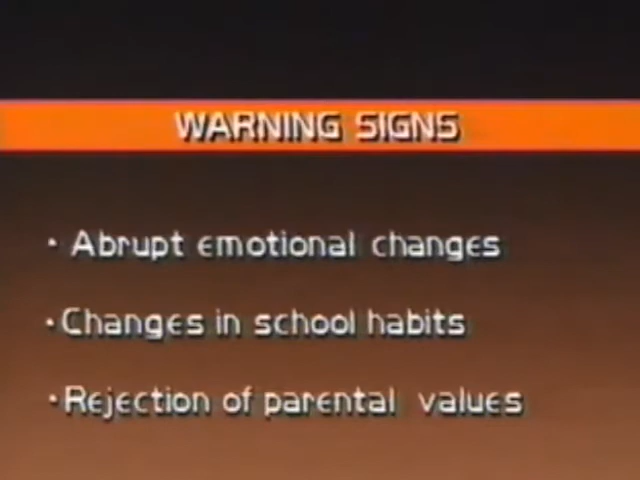 WARNING SIGNS
• Abrupt emotional changes
• Changes in school habits
• Rejection of parental values